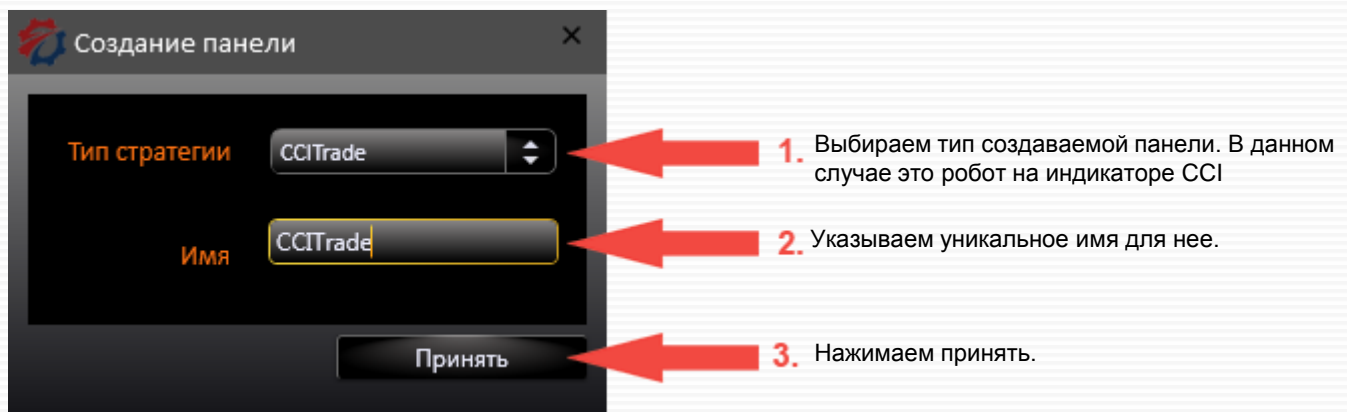 Создание панели
Тип стратегии
CCITrade
1. Выбираем тип создаваемой панели. В данном
случае это робот на индикаторе CCI
Имя
CCITrade
2. Указываем уникальное имя для нее.
Принять
3. Нажимаем принять.